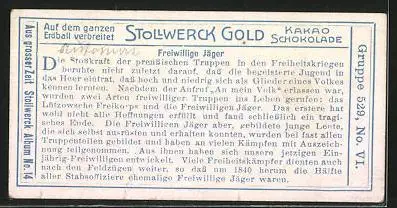 Auf dem ganzen Erdball verbreitet
STOLLWERCK GOLD
KAKAO SCHOKOLADE
Aus grosser Zeit Stollwerck Album No. 14
Gruppe 539, No. VI.
Freiwillige Jäger
Die Stoßkraft der preußischen Truppen in den Freiheitskriegen
beruhte nicht zuletzt darauf, daß die begeisterte Jugend in
das Heer eintrat, daß hoch und niedrig sich als Glieder eines Volkes
kennen lernten. Nachdem der Aufruf „An mein Volk“ erlassen war,
wurden zwei Arten freiwilliger Truppen ins Leben gerufen: das
Lützowsche Freikorps und die Freiwilligen Jäger. Das erstere hat
wohl nicht alle Hoffnungen erfüllt und fand schließlich ein tragi-
sches Ende. Die Freiwilligen Jäger aber, gebildete junge Leute,
die sich selbst ausrüsten und erhalten konnten, wurden bei fast allen
Truppenteilen gebildet und haben an vielen Kämpfen mit Auszeich-
nung teilgenommen. Aus ihnen haben sich unsere jetzigen Ein-
jährig-Freiwilligen entwickelt. Viele Freiheitskämpfer dienten auch
nach den Feldzügen weiter, so daß um 1840 herum die Hälfte
aller Stabsoffiziere ehemalige Freiwillige Jäger waren.